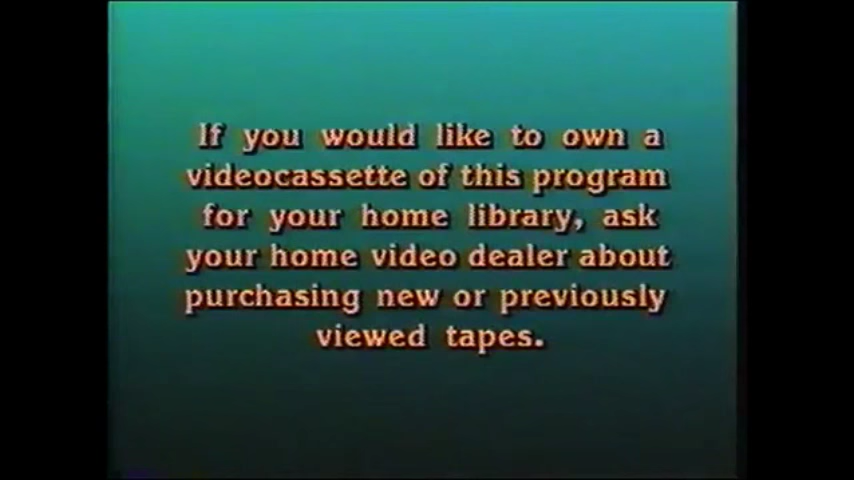 If you would like to own a
videocassette of this program
for your home library, ask
your home video dealer about
purchasing new or previously
viewed tapes.